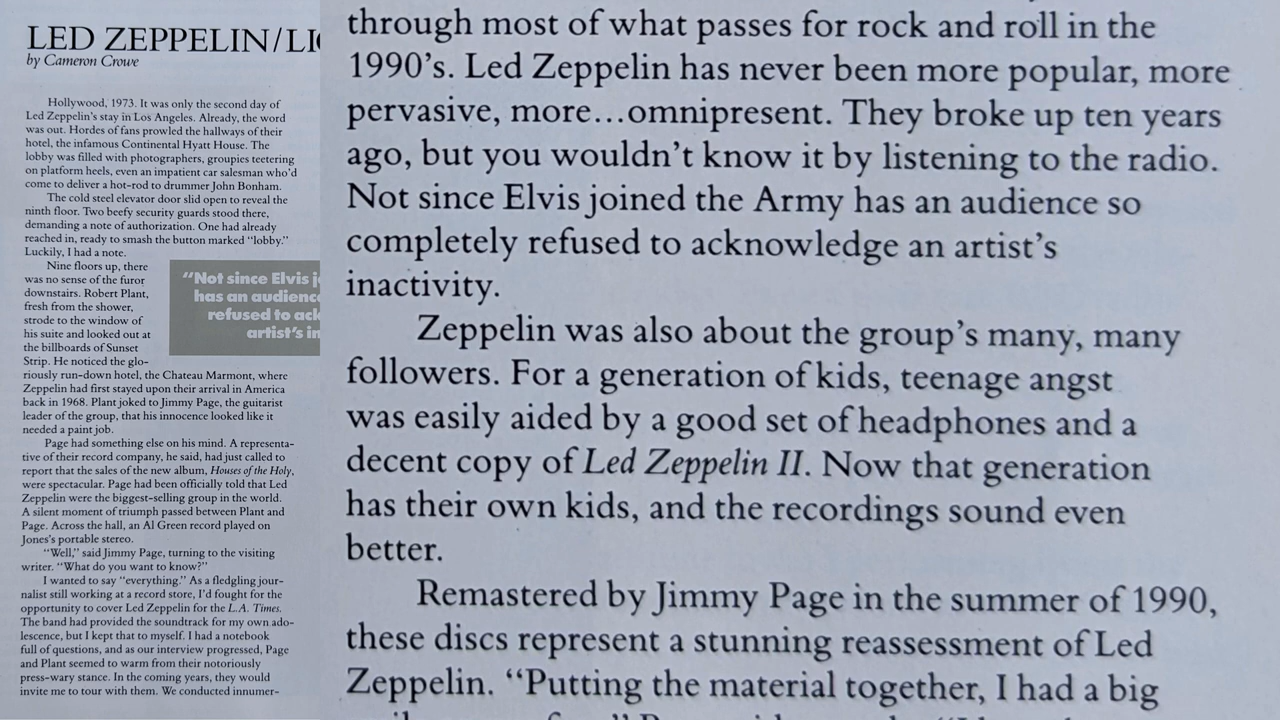 LED ZEPPELIN/LI
by Cameron Crowe
Hollywood, 1973. It was only the second day of
Led Zeppelin's stay in Los Angeles. Already, the word
was out. Hordes of fans prowled the hallways of their
hotel, the infamous Continental Hyatt House. The
lobby was filled with photographers, groupies teetering
on platform heels, even an impatient car salesman who'd
come to deliver a hot-rod to drummer John Bonham.
The cold steel elevator door slid open to reveal the
ninth floor. Two beefy security guards stood there,
demanding a note of authorization. One had already
reached in, ready to smash the button marked “lobby.”
Luckily, I had a note.
Nine floors up, there
was no sense of the furor
downstairs. Robert Plant,
fresh from the shower,
strode to the window of
his suite and looked out at
the billboards of Sunset
Strip. He noticed the glo-
riously run-down hotel, the Chateau Marmont, where
Zeppelin had first stayed upon their arrival in America
back in 1968. Plant joked to Jimmy Page, the guitarist
leader of the group, that his innocence looked like it
needed a paint job.
Page had something else on his mind. A representa-
tive of their record company, he said, had just called to
report that the sales of the new album, Houses of the Holy,
were spectacular. Page had been officially told that Led
Zeppelin were the biggest-selling group in the world.
A silent moment of triumph passed between Plant and
Page. Across the hall, an Al Green record played on
Jones's portable stereo.
“Well,” said Jimmy Page, turning to the visiting
writer. “What do you want to know?”
I wanted to say “everything.” As a fledgling jour-
nalist still working at a record store, I'd fought for the
opportunity to cover Led Zeppelin for the L.A. Times.
The band had provided the soundtrack for my own ado-
lescence, but I kept that to myself. I had a notebook
full of questions, and as our interview progressed, Page
and Plant seemed to warm from their notoriously
press-wary stance. In the coming years, they would
invite me to tour with them. We conducted innumer-
“Not since Elvis j
has an audienc
refused to ack
artist's in
through most of what passes for rock and roll in the
1990's. Led Zeppelin has never been more popular, more
pervasive, more...omnipresent. They broke up ten years
ago, but you wouldn't know it by listening to the radio.
Not since Elvis joined the Army has an audience so
completely refused to acknowledge an artist's
inactivity.
Zeppelin was also about the group's many, many
followers. For a generation of kids, teenage angst
was easily aided by a good set of headphones and a
decent copy of Led Zeppelin II. Now that generation
has their own kids, and the recordings sound even
better.
Remastered by Jimmy Page in the summer of 1990,
these discs represent a stunning reassessment of Led
Zeppelin. “Putting the material together, I had a big